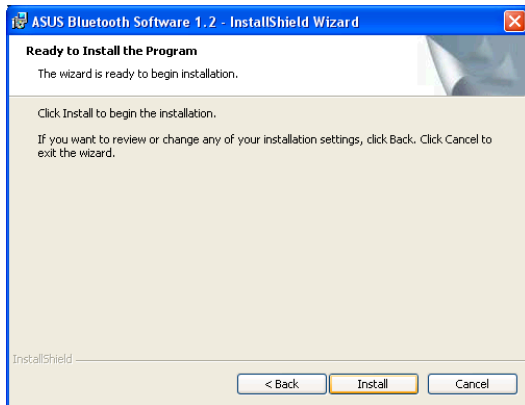 ASUS Bluetooth Software 1.2 - InstallShield Wizard
Ready to Install the Program
The wizard is ready to begin installation.
Click Install to begin the installation.
If you want to review or change any of your installation settings, click Back. Click Cancel to
exit the wizard.
InstallShield
< Back Install Cancel